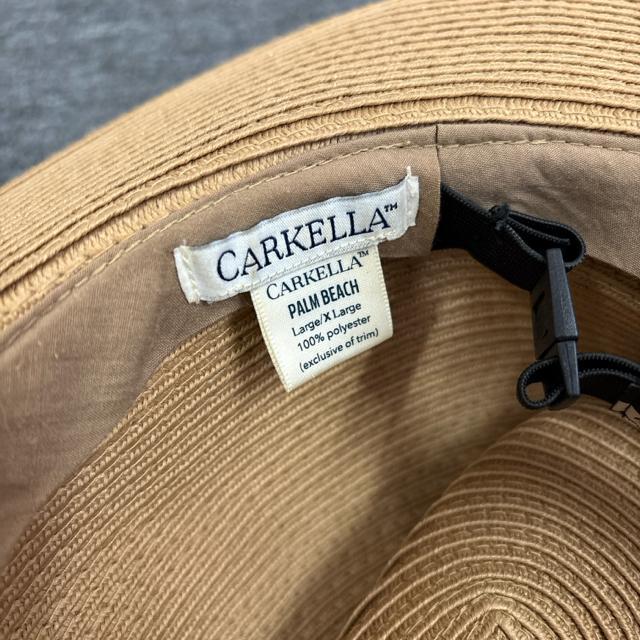 CARKELLA™
CARKELLA™
PALM BEACH
Large/X Large
100% polyester
(exclusive of trim)